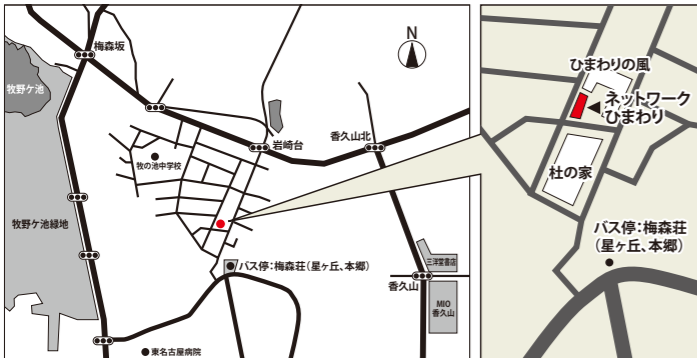 梅森坂
N
牧野ケ池
岩崎台
香久山北
牧の池中学校
牧野ケ池緑地
バス停：梅森荘（星ヶ丘、本郷）
三洋堂書店
香久山
MIO
香久山
東名古屋病院
ひまわりの風
ネットワーク
ひまわり
杜の家
バス停：梅森荘
（星ヶ丘、本郷）